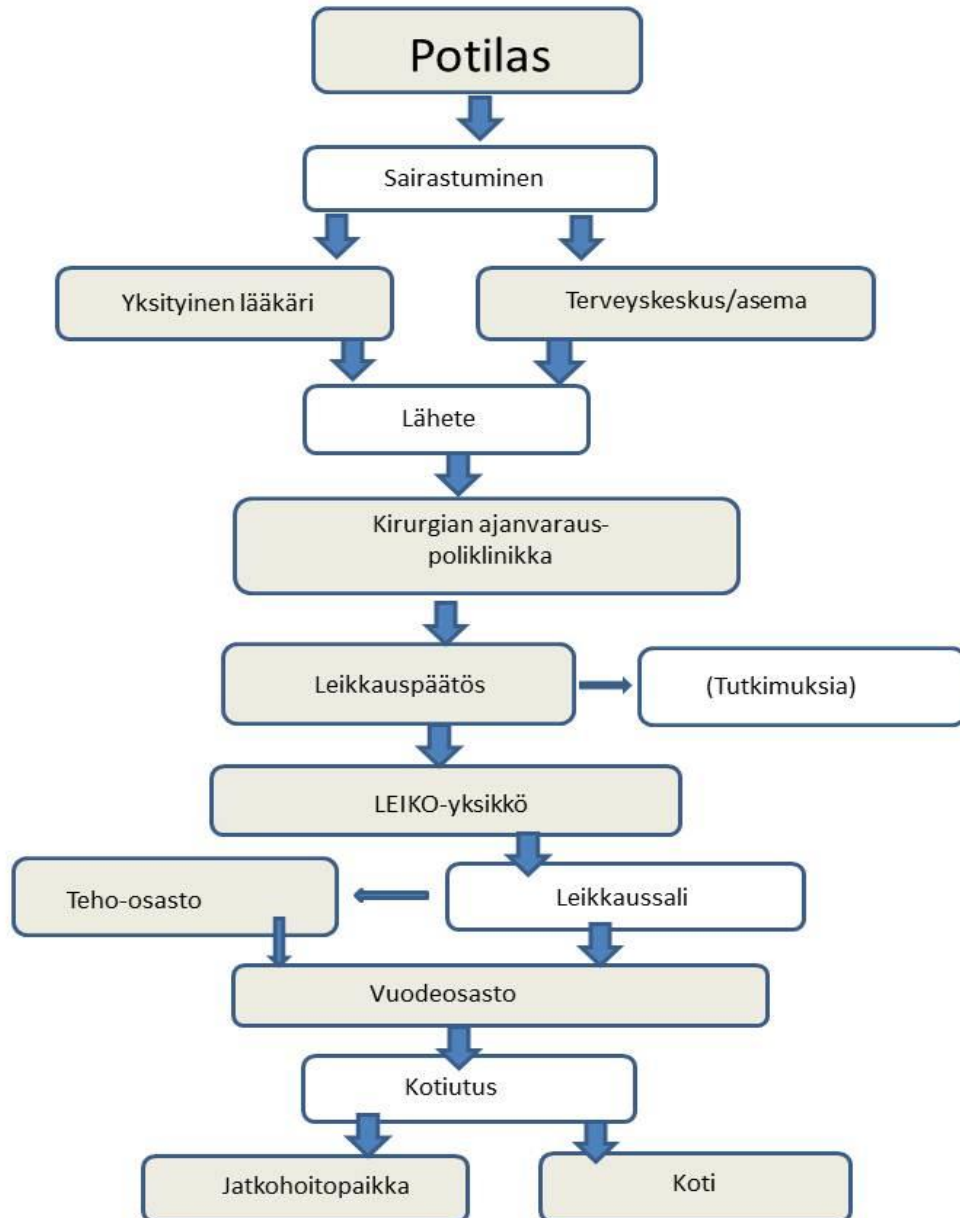 Potilas
Sairastuminen
Yksityinen lääkäri
Terveyskeskus/asema
Lähete
Kirurgian ajanvaraus-
poliklinikka
Leikkauspäätös
(Tutkimuksia)
LEIKO-yksikkö
Teho-osasto
Leikkaussali
Vuodeosasto
Kotiutus
Jatkohoitopaikka
Koti